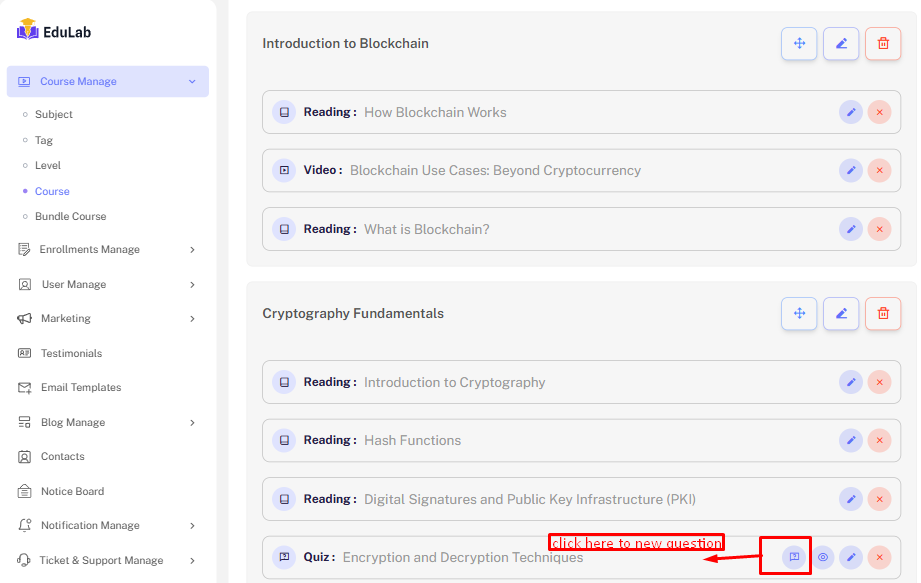 EduLab
Course Manage
Subject
Tag
Level
Course
Bundle Course
Enrollments Manage
User Manage
Marketing
Testimonials
Email Templates
Blog Manage
Contacts
Notice Board
Notification Manage
Ticket & Support Manage
Introduction to Blockchain
Reading : How Blockchain Works
Video : Blockchain Use Cases: Beyond Cryptocurrency
Reading : What is Blockchain?
Cryptography Fundamentals
Reading : Introduction to Cryptography
Reading : Hash Functions
Reading : Digital Signatures and Public Key Infrastructure (PKI)
click here to new question
Quiz : Encryption and Decryption Techniques